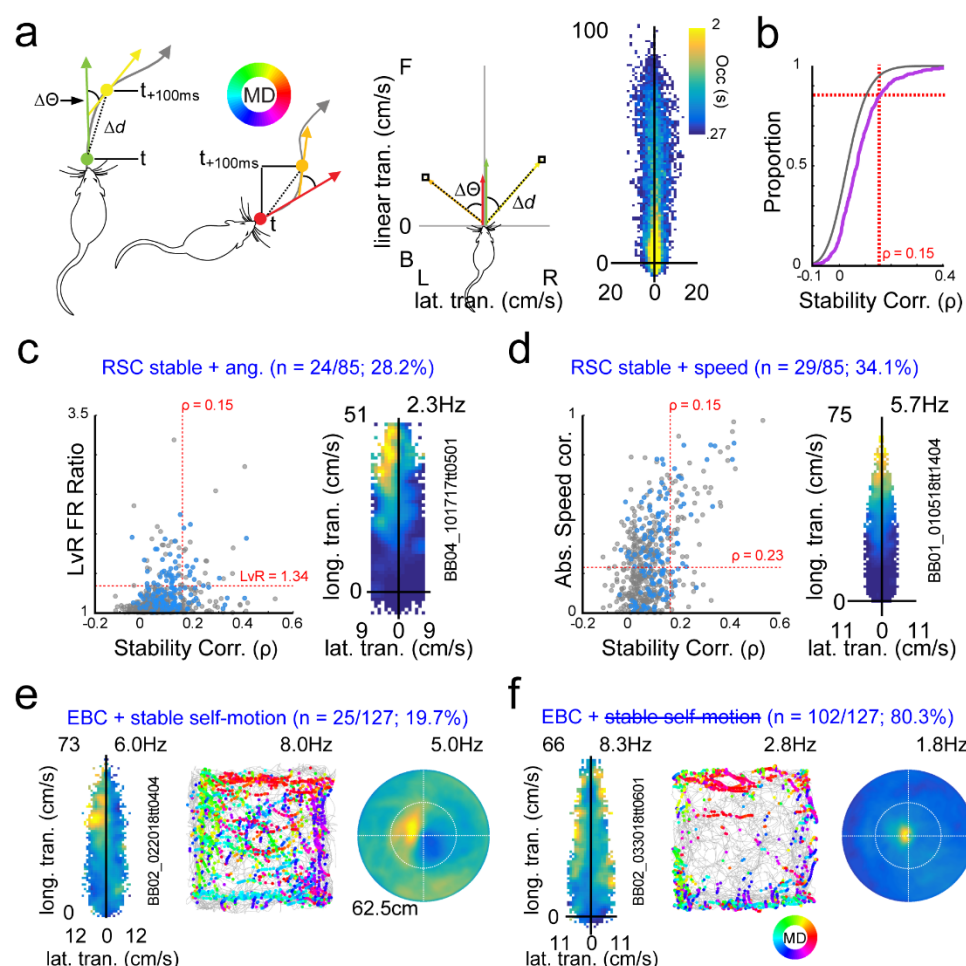 a
ΔΘ
t+100ms
Δd
t
MD
t+100ms
t
F
linear tran. (cm/s)
0
B
L
R
lat. tran. (cm/s)
ΔΘ
Δd
100
0
20 0 20
2
Occ (s)
.27
b
Proportion
1
0.5
0
-0.1 0 0.4
ρ = 0.15
Stability Corr. (ρ)
c
RSC stable + ang. (n = 24/85; 28.2%)
LvR FR Ratio
3.5
1
ρ = 0.15
LvR = 1.34
-0.2 0 0.2 0.4 0.6
Stability Corr. (ρ)
51
2.3Hz
long. tran. (cm/s)
0
9 0 9
lat. tran. (cm/s)
BB04_101717tt0501
d
RSC stable + speed (n = 29/85; 34.1%)
Abs. Speed cor.
1
0
ρ = 0.15
ρ = 0.23
-0.2 0 0.2 0.4 0.6
Stability Corr. (ρ)
75
5.7Hz
long. tran. (cm/s)
0
11 0 11
lat. tran. (cm/s)
BB01_010518tt1404
e
EBC + stable self-motion (n = 25/127; 19.7%)
73
6.0Hz
8.0Hz
5.0Hz
long. tran. (cm/s)
0
12 0 12
lat. tran. (cm/s)
BB02_022018tt0404
62.5cm
f
EBC + stable self-motion (n = 102/127; 80.3%)
66
8.3Hz
2.8Hz
1.8Hz
long. tran. (cm/s)
0
11 0 11
lat. tran. (cm/s)
BB02_033018tt0601
MD